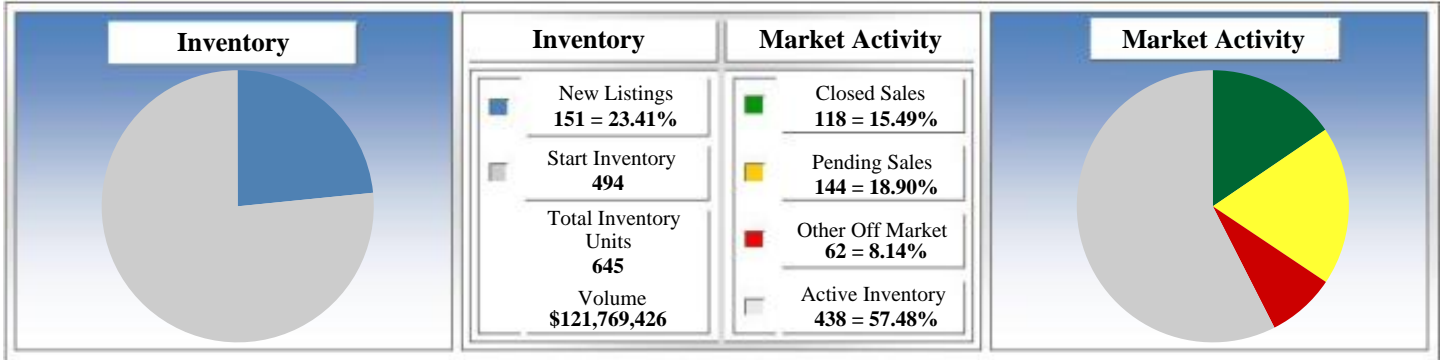 Inventory
Inventory
Market Activity
New Listings
151 = 23.41%
Start Inventory
494
Total Inventory
Units
645
Volume
$121,769,426
Closed Sales
118 = 15.49%
Pending Sales
144 = 18.90%
Other Off Market
62 = 8.14%
Active Inventory
438 = 57.48%
Market Activity